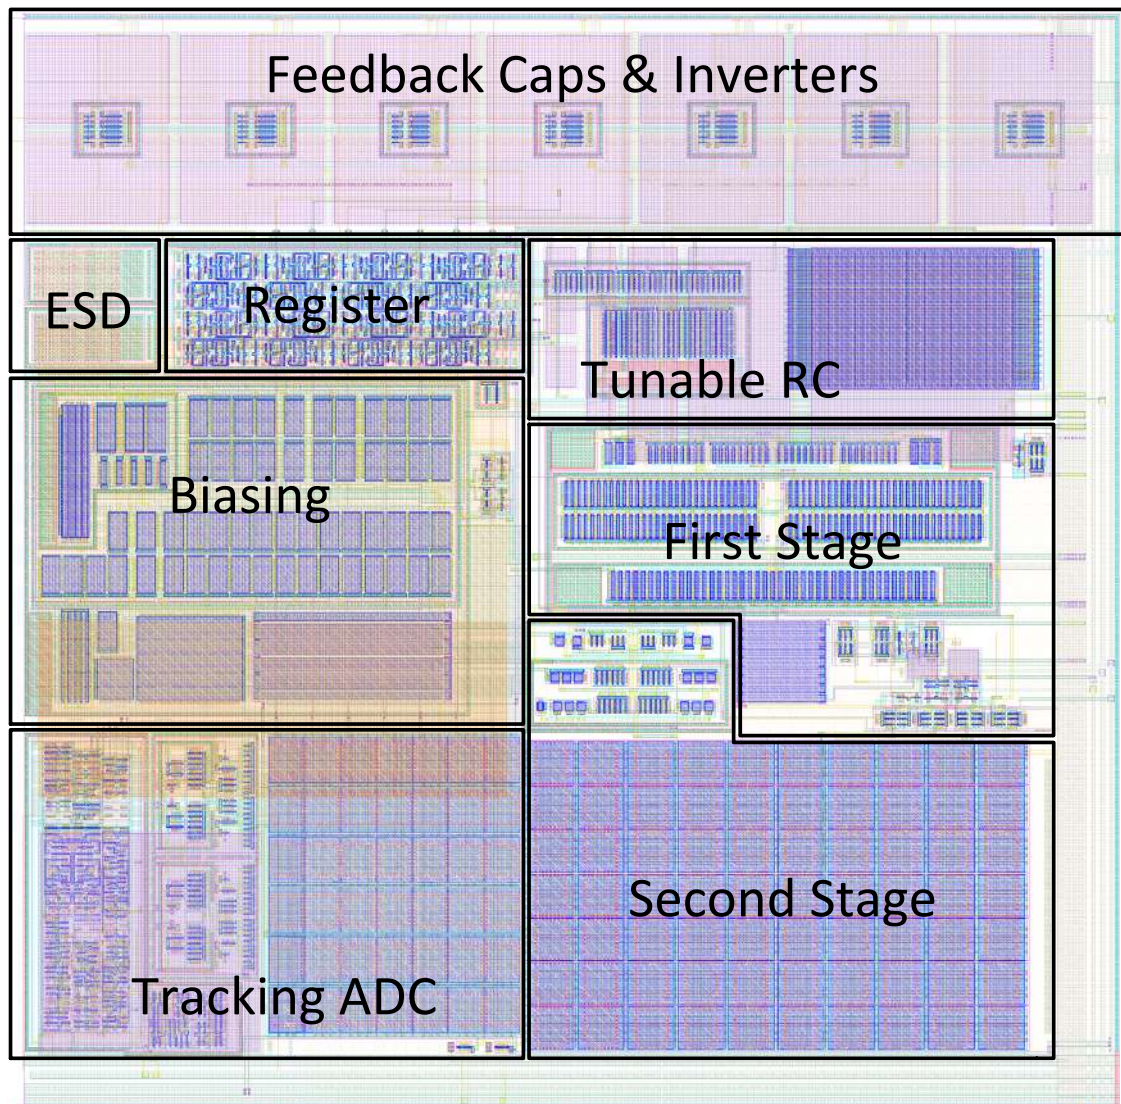 Feedback Caps & Inverters
ESD
Register
Tunable RC
Biasing
First Stage
Second Stage
Tracking ADC